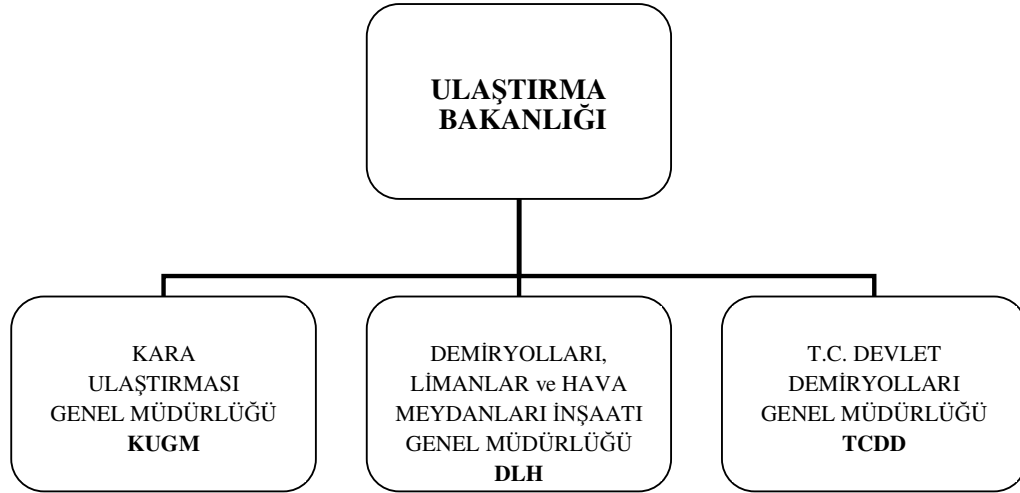 ULAŞTIRMA
BAKANLIĞI
KARA
ULAŞTIRMASI
GENEL MÜDÜRLÜĞÜ
KUGM
DEMİRYOLLARI,
LİMANLAR ve HAVA
MEYDANLARI İNŞAATI
GENEL MÜDÜRLÜĞÜ
DLH
T.C. DEVLET
DEMİRYOLLARI
GENEL MÜDÜRLÜĞÜ
TCDD